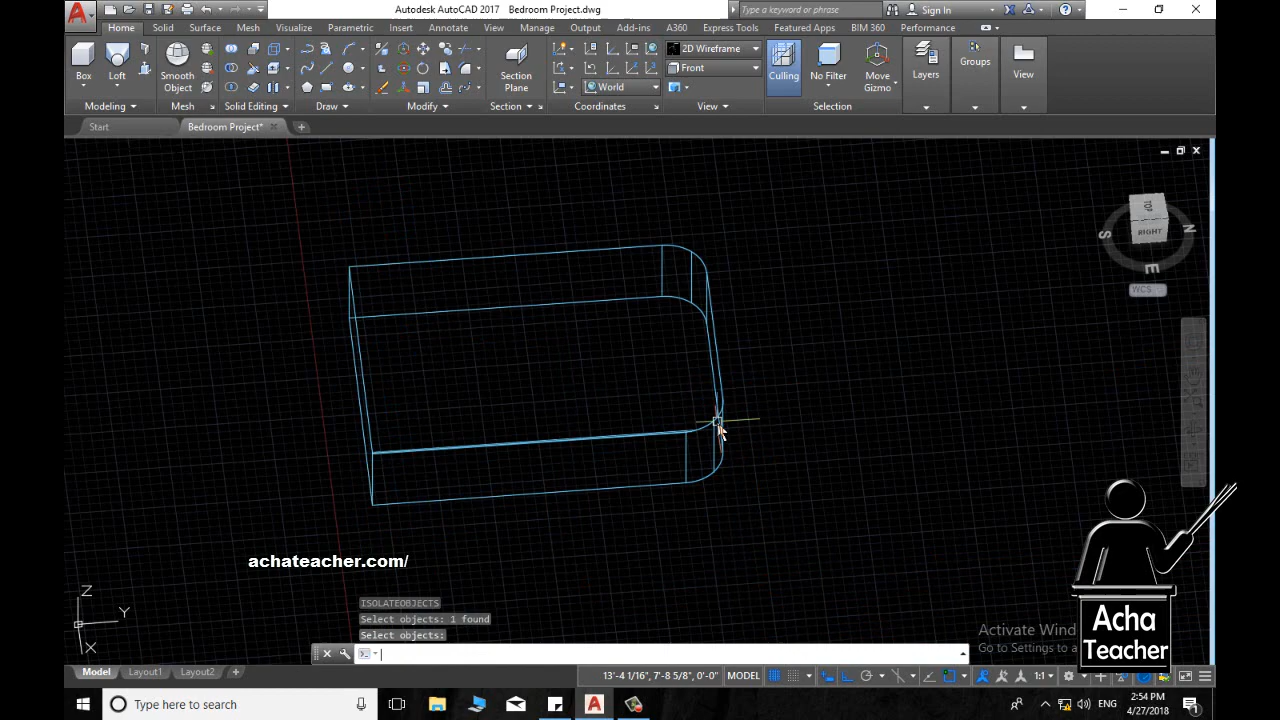 Autodesk AutoCAD 2017 Bedroom Project.dwg
Type a keyword or phrase
Sign In
Home Insert Annotate Solid Surface Mesh Visualize Parametric View Manage Output Add-ins A360 Express Tools Featured Apps BIM 360 Performance
2D Wireframe
Front
World
Box
Loft
Smooth Object
Section Plane
Culling
No Filter
Move Gizmo
Layers
Groups
View
Modeling
Mesh
Solid Editing
Draw
Modify
Section
Coordinates
View
Selection
Start
Bedroom Project*
TOP
RIGHT
S
N
E
WCS
achateacher.com/
Z
Y
X
ISOLATEOBJECTS
Select objects: 1 found
Select objects:
Activate Wind
Go to Settings to a
Acha
Teacher
Model
Layout1
Layout2
13'-4 1/16", 7'-8 5/8", 0'-0"
MODEL
1:1
Type here to search
ENG
2:54 PM
4/27/2018